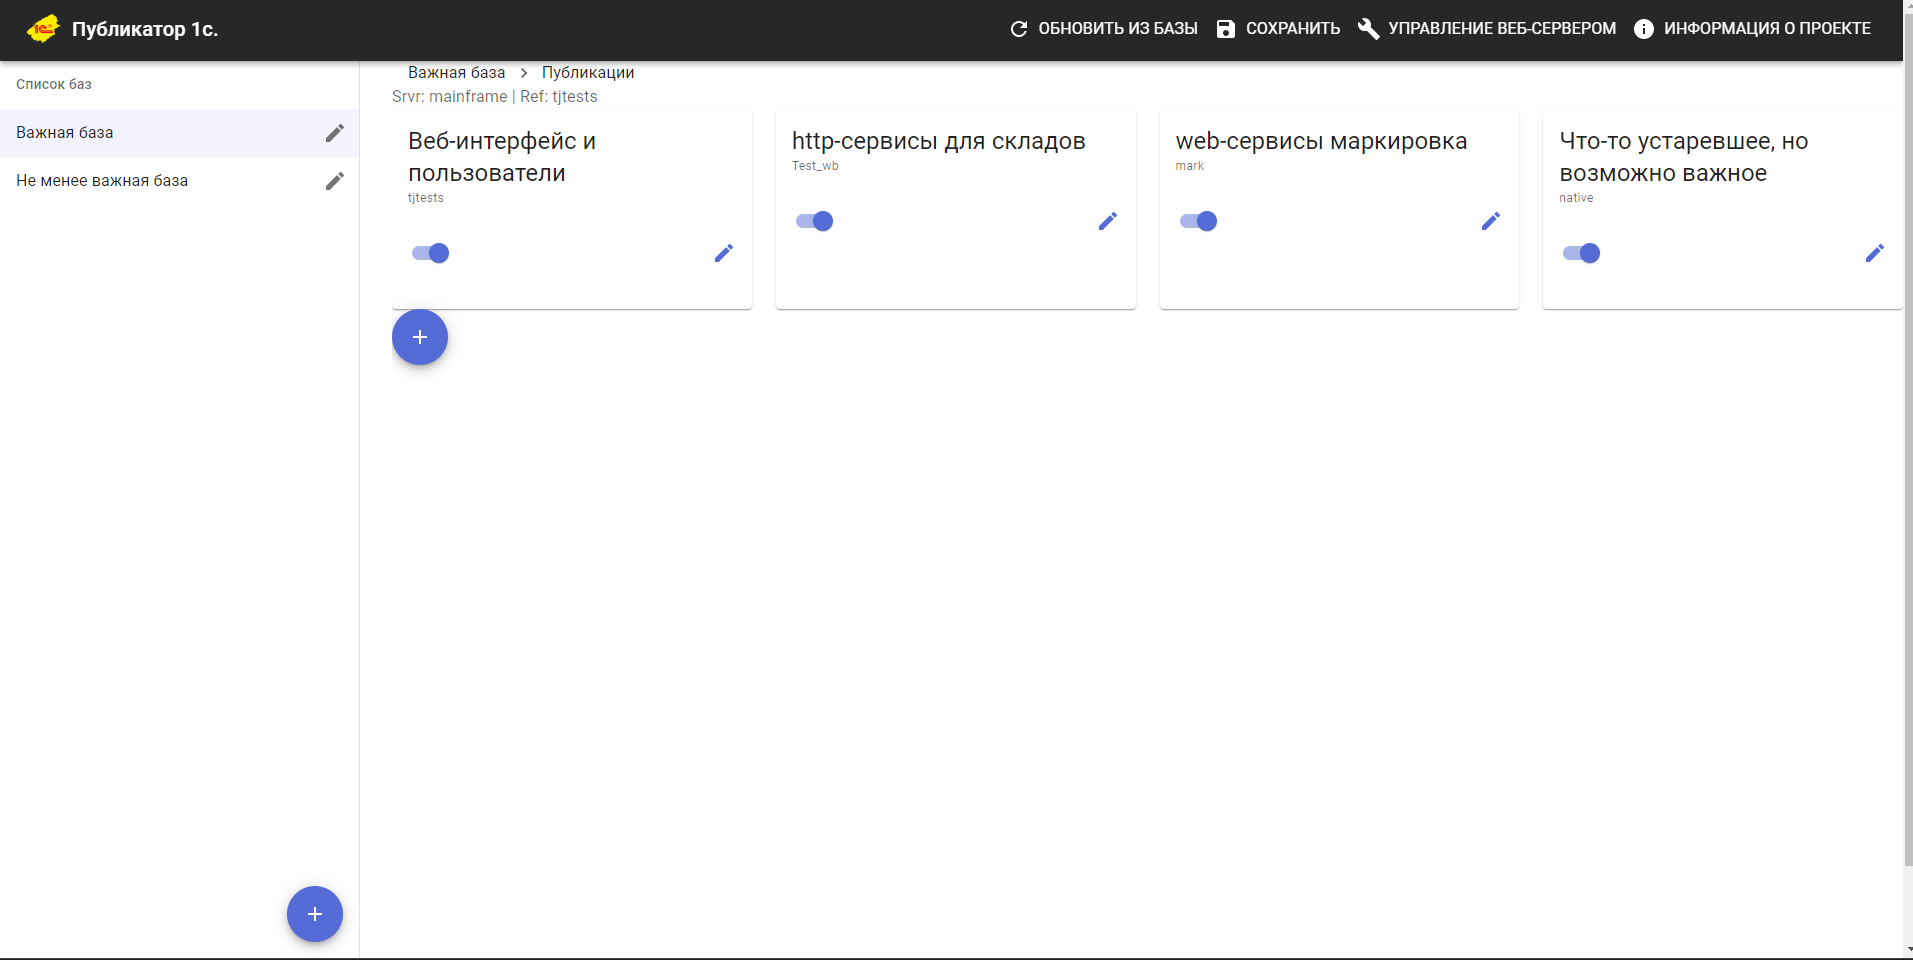 1С
Публикатор 1с.
ОБНОВИТЬ ИЗ БАЗЫ
СОХРАНИТЬ
УПРАВЛЕНИЕ ВЕБ-СЕРВЕРОМ
ИНФОРМАЦИЯ О ПРОЕКТЕ
Список баз
Важная база
Не менее важная база
Важная база > Публикации
Srvr: mainframe | Ref: tjtests
Веб-интерфейс и
пользователи
tjtests
http-сервисы для складов
Test_wb
web-сервисы маркировка
mark
Что-то устаревшее, но
возможно важное
native